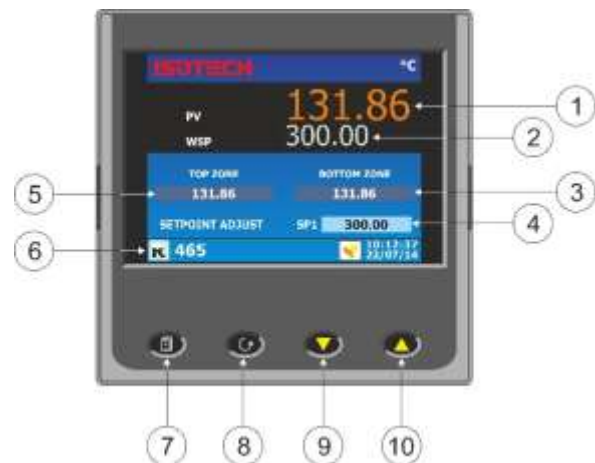 ISOTECH °C
PV 131.86
WSP 300.00
TOP ZONE BOTTOM ZONE
131.86 131.86
SETPOINT ADJUST SP1 300.00
465 10:12:37
22/07/14
1
2
3
4
5
6
7
8
9
10